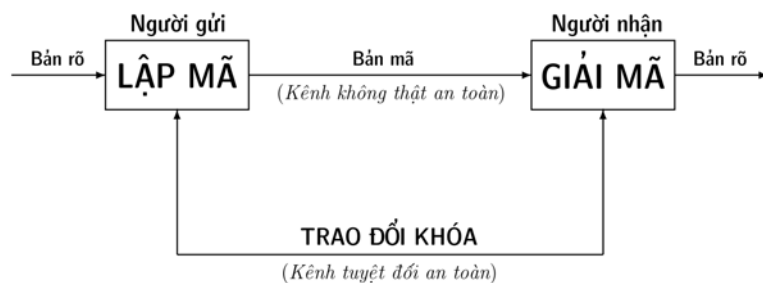 Người gửi
Người nhận
Bản rõ
LẬP MÃ
Bản mã
(Kênh không thật an toàn)
GIẢI MÃ
Bản rõ
TRAO ĐỔI KHÓA
(Kênh tuyệt đối an toàn)